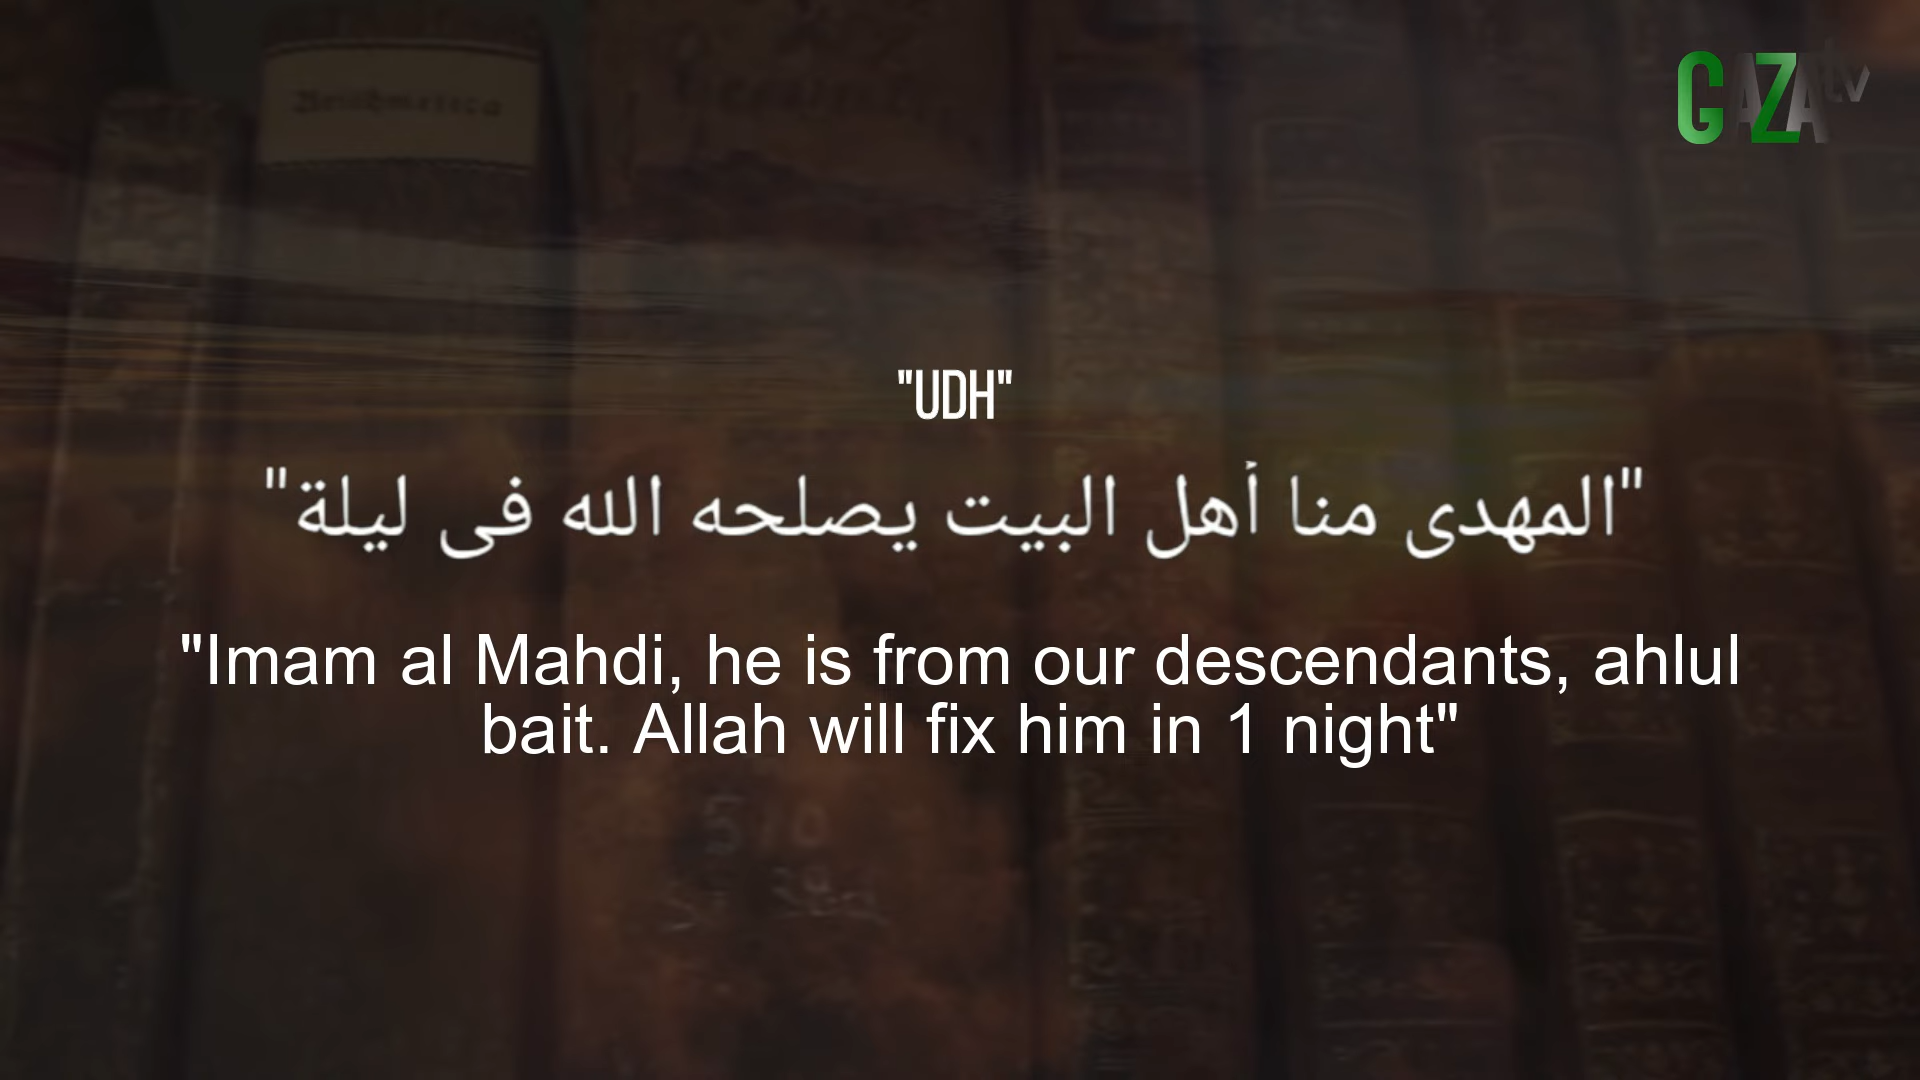 GAZA tv
"UDH"
"المهدى منا أهل البيت يصلحه الله فى ليلة"
"Imam al Mahdi, he is from our descendants, ahlul
bait. Allah will fix him in 1 night"
510